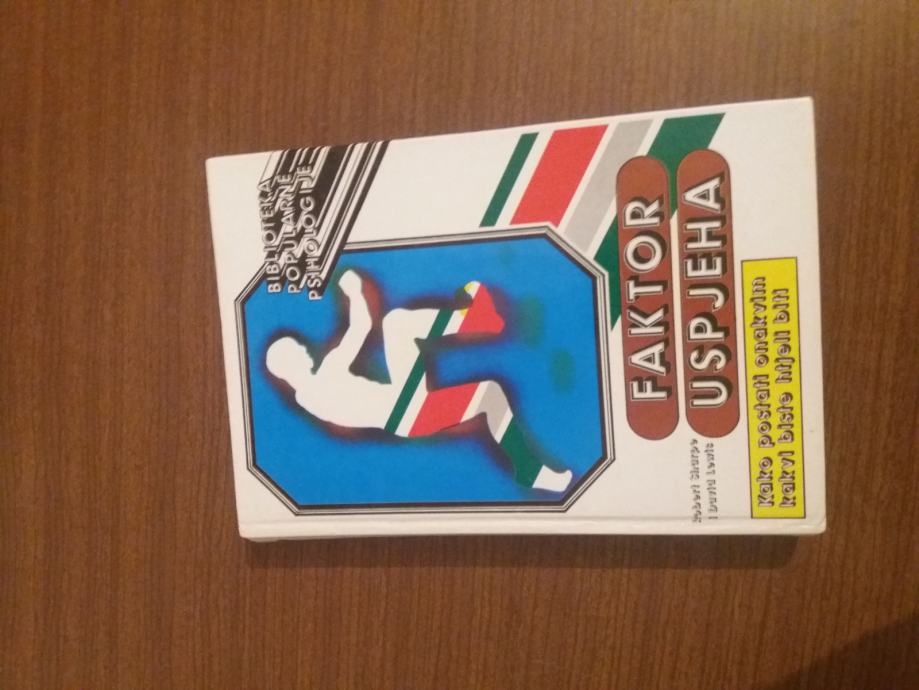 BIBLIOTEKA
POPULARNE
PSIHOLOGIJE
FAKTOR
USPJEHA
Robert Sharpe
i David Lewis
Kako postati onakvim
kakvi biste htjeli biti